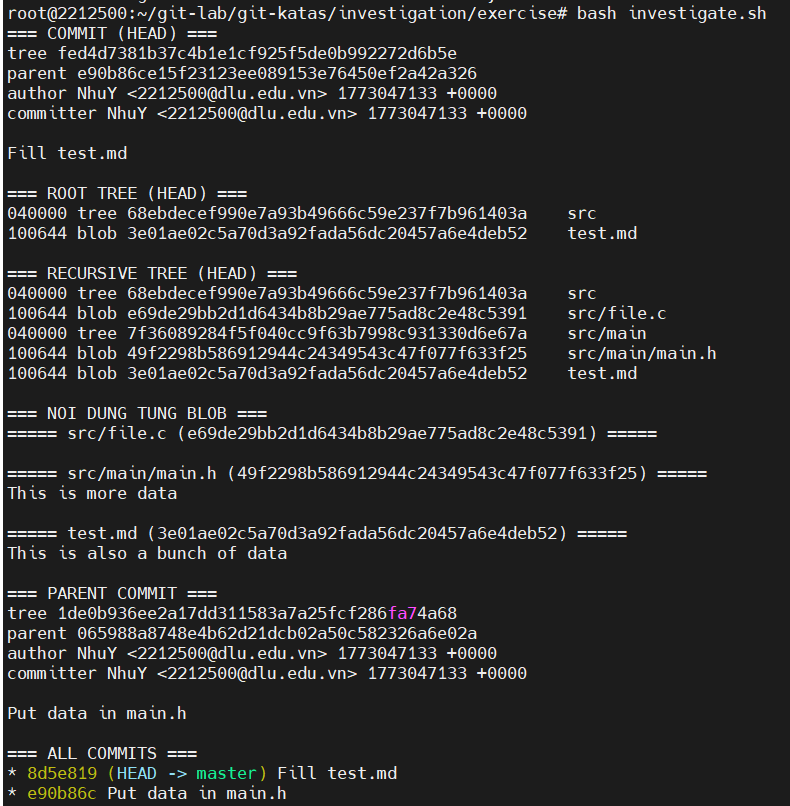 root@2212500:~/git-lab/git-katas/investigation/exercise# bash investigate.sh
=== COMMIT (HEAD) ===
tree fed4d7381b37c4b1e1cf925f5de0b992272d6b5e
parent e90b86ce15f23123ee089153e76450ef2a42a326
author NhuY <2212500@dlu.edu.vn> 1773047133 +0000
committer NhuY <2212500@dlu.edu.vn> 1773047133 +0000
Fill test.md
=== ROOT TREE (HEAD) ===
040000 tree 68ebdecef990e7a93b49666c59e237f7b961403a    src
100644 blob 3e01ae02c5a70d3a92fada56dc20457a6e4deb52    test.md
=== RECURSIVE TREE (HEAD) ===
040000 tree 68ebdecef990e7a93b49666c59e237f7b961403a    src
100644 blob e69de29bb2d1d6434b8b29ae775ad8c2e48c5391    src/file.c
040000 tree 7f36089284f5f040cc9f63b7998c931330d6e67a    src/main
100644 blob 49f2298b586912944c24349543c47f077f633f25    src/main/main.h
100644 blob 3e01ae02c5a70d3a92fada56dc20457a6e4deb52    test.md
=== NOI DUNG TUNG BLOB ===
===== src/file.c (e69de29bb2d1d6434b8b29ae775ad8c2e48c5391) =====
===== src/main/main.h (49f2298b586912944c24349543c47f077f633f25) =====
This is more data
===== test.md (3e01ae02c5a70d3a92fada56dc20457a6e4deb52) =====
This is also a bunch of data
=== PARENT COMMIT ===
tree 1de0b936ee2a17dd311583a7a25fcf286fa74a68
parent 065988a8748e4b62d21dcb02a50c582326a6e02a
author NhuY <2212500@dlu.edu.vn> 1773047133 +0000
committer NhuY <2212500@dlu.edu.vn> 1773047133 +0000
Put data in main.h
=== ALL COMMITS ===
* 8d5e819 (HEAD -> master) Fill test.md
* e90b86c Put data in main.h